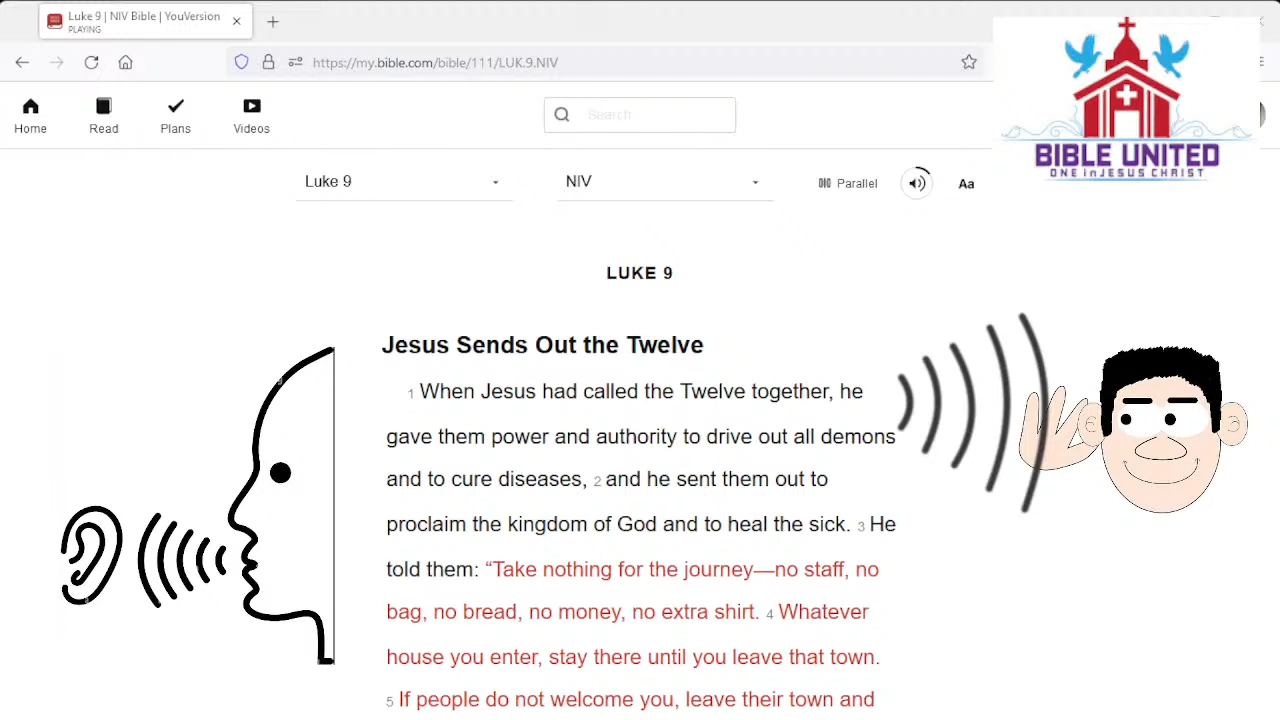 Luke 9 | NIV Bible | YouVersion
PLAYING
https://my.bible.com/bible/111/LUK.9.NIV
Home
Read
Plans
Videos
Search
BIBLE UNITED
ONE in JESUS CHRIST
Luke 9
NIV
Parallel
Aa
LUKE 9
Jesus Sends Out the Twelve
1 When Jesus had called the Twelve together, he
gave them power and authority to drive out all demons
and to cure diseases, 2 and he sent them out to
proclaim the kingdom of God and to heal the sick. 3 He
told them: “Take nothing for the journey—no staff, no
bag, no bread, no money, no extra shirt. 4 Whatever
house you enter, stay there until you leave that town.
5 If people do not welcome you, leave their town and